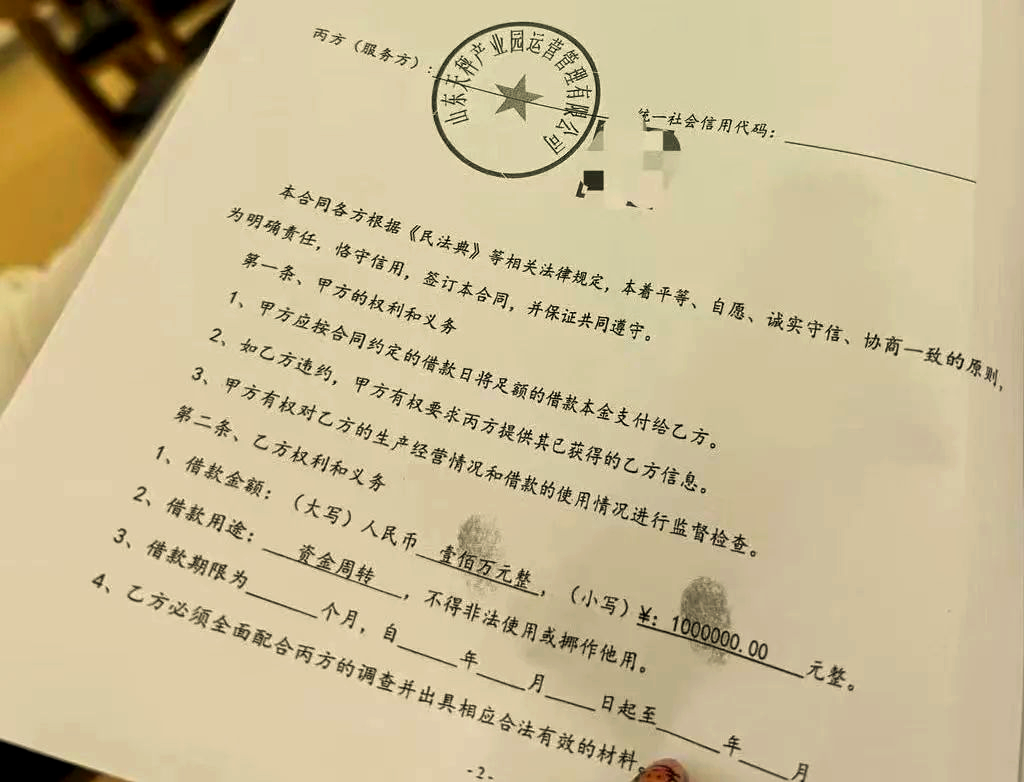 丙方（服务方）：
山东天秤产业园运营管理有限公司
统一社会信用代码：
本合同各方根据《民法典》等相关法律规定，本着平等、自愿、诚实守信、协商一致的原则，
为明确责任，恪守信用，签订本合同，并保证共同遵守。
第一条、甲方的权利和义务
1、甲方应按合同约定的借款日将足额的借款本金支付给乙方。
2、如乙方违约，甲方有权要求丙方提供其已获得的乙方信息。
3、甲方有权对乙方的生产经营情况和借款的使用情况进行监督检查。
第二条、乙方权利和义务
1、借款金额：（大写）人民币 壹佰万元整，（小写）¥：1000000.00 元整。
2、借款用途： 资金周转 ，不得非法使用或挪作他用。
3、借款期限为____个月，自____年____月____日起至____年____月
4、乙方必须全面配合丙方的调查并出具相应合法有效的材料。
-2-